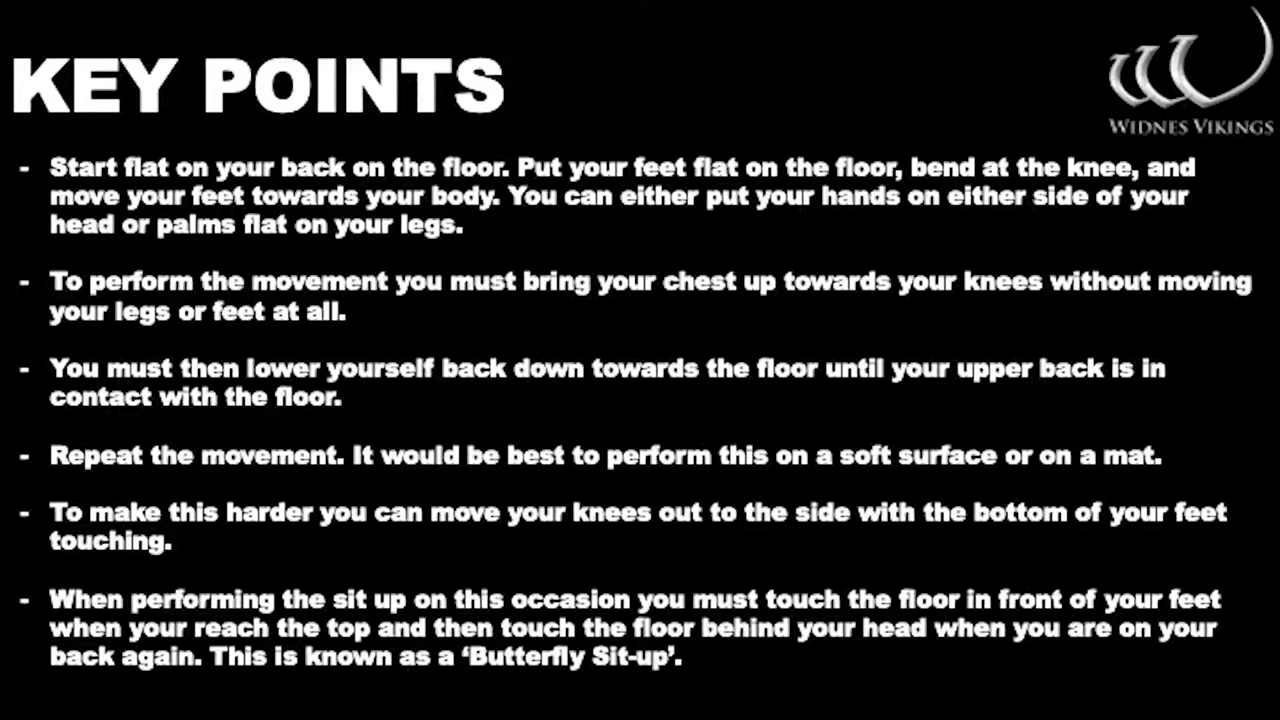 KEY POINTS
WIDNES VIKINGS
- Start flat on your back on the floor. Put your feet flat on the floor, bend at the knee, and
move your feet towards your body. You can either put your hands on either side of your
head or palms flat on your legs.
- To perform the movement you must bring your chest up towards your knees without moving
your legs or feet at all.
- You must then lower yourself back down towards the floor until your upper back is in
contact with the floor.
- Repeat the movement. It would be best to perform this on a soft surface or on a mat.
- To make this harder you can move your knees out to the side with the bottom of your feet
touching.
- When performing the sit up on this occasion you must touch the floor in front of your feet
when your reach the top and then touch the floor behind your head when you are on your
back again. This is known as a ‘Butterfly Sit-up’.